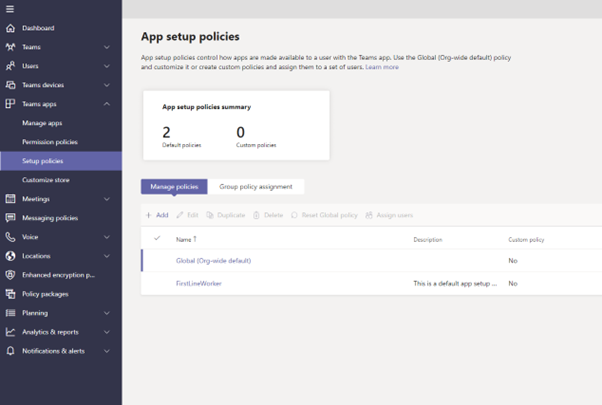 Dashboard
Teams
Users
Teams devices
Teams apps
Manage apps
Permission policies
Setup policies
Customize store
Meetings
Messaging policies
Voice
Locations
Enhanced encryption p...
Policy packages
Planning
Analytics & reports
Notifications & alerts
App setup policies
App setup policies control how apps are made available to a user with the Teams app. Use the Global (Org-wide default) policy
and customize it or create custom policies and assign them to a set of users. Learn more
App setup policies summary
2 0
Default policies Custom policies
Manage policies Group policy assignment
+ Add Edit Duplicate Delete Reset Global policy Assign users
Name ↑ Description Custom policy
Global (Org-wide default) No
FirstLineWorker This is a default app setup ... No